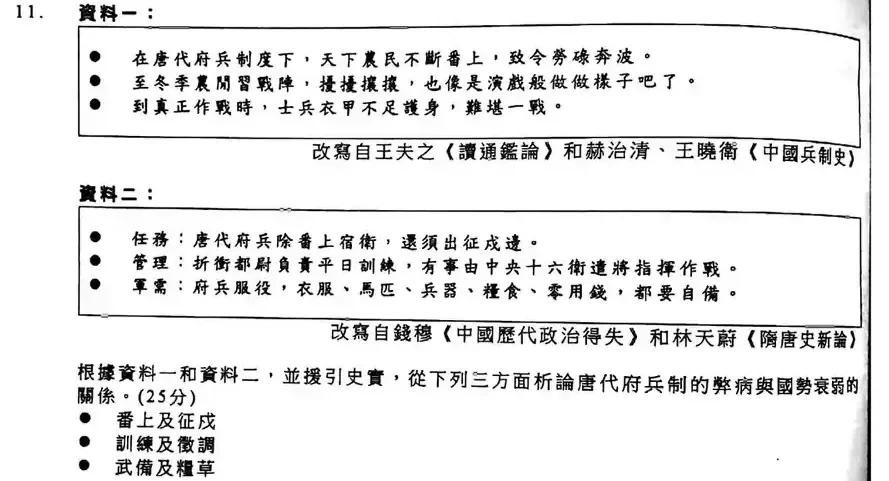 11. 資料一：
● 在唐代府兵制度下，天下農民不斷番上，致令勞碌奔波。
● 至冬季農閒習戰陣，擾擾攘攘，也像是演戲般做做樣子吧了。
● 到真正作戰時，士兵衣甲不足護身，難堪一戰。
改寫自王夫之《讀通鑑論》和赫治清、王曉衛《中國兵制史》
資料二：
● 任務：唐代府兵除番上宿衛，還須出征戍邊。
● 管理：折衝都尉負責平日訓練，有事由中央十六衛遣將指揮作戰。
● 軍需：府兵服役，衣服、馬匹、兵器、糧食、零用錢，都要自備。
改寫自錢穆《中國歷代政治得失》和林天蔚《隋唐史新論》
根據資料一和資料二，並援引史實，從下列三方面析論唐代府兵制的弊病與國勢衰弱的
關係。(25分)
● 番上及征戍
● 訓練及徵調
● 武備及糧草